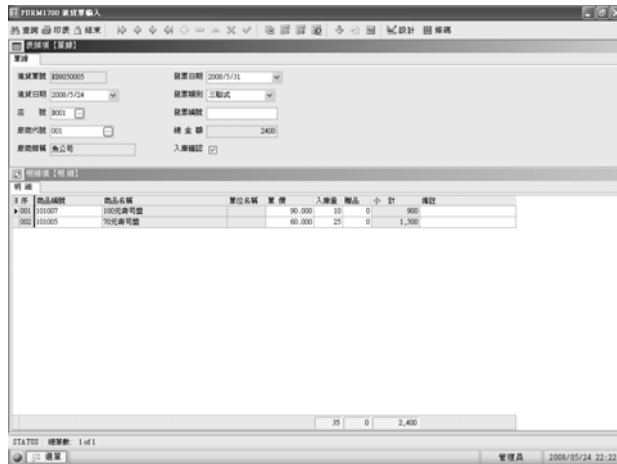 PURM1700 進貨單輸入
查詢 印表 結束 設計 條碼
表頭項【單據】
單據
進貨單號 RD8050005 發票日期 2008/5/31
進貨日期 2008/5/24 發票類別 三聯式
店 號 B001 發票編號
廠商代號 001 總 金 額 2400
廠商簡稱 魚公司 入庫確認
明細項【明細】
明 細
序 商品編號 商品名稱 單位名稱 單 價 入庫量 贈品 小 計 備註
001 101007 100元壽司盤 90.000 10 0 900
002 101005 70元壽司盤 60.000 25 0 1,500
35 0 2,400
STATUS 總筆數: 1 of 1
選單 管理員 2008/05/24 22:22